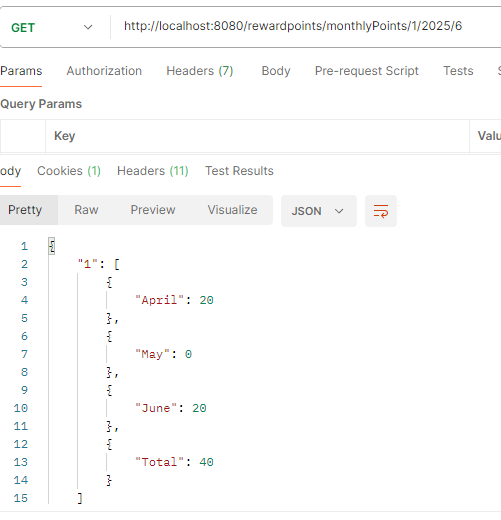 GET http://localhost:8080/rewardpoints/monthlyPoints/1/2025/6
Params Authorization Headers (7) Body Pre-request Script Tests S
Query Params
Key Valu
ody Cookies (1) Headers (11) Test Results
Pretty Raw Preview Visualize JSON
1 {
2 "1": [
3 {
4 "April": 20
5 },
6 {
7 "May": 0
8 },
9 {
10 "June": 20
11 },
12 {
13 "Total": 40
14 }
15 ]